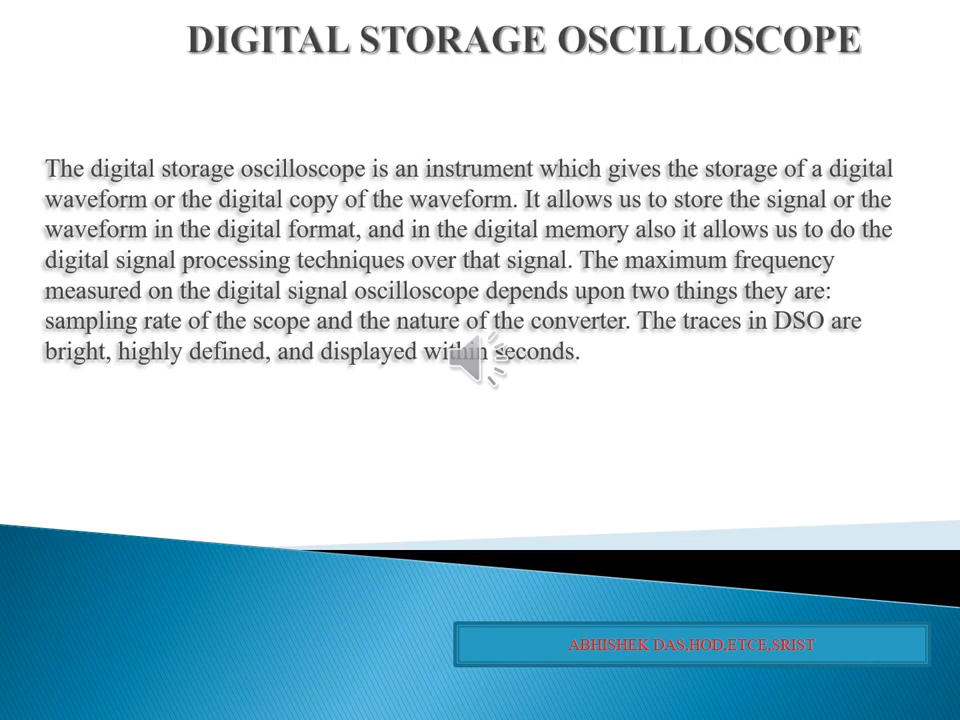 DIGITAL STORAGE OSCILLOSCOPE
The digital storage oscilloscope is an instrument which gives the storage of a digital
waveform or the digital copy of the waveform. It allows us to store the signal or the
waveform in the digital format, and in the digital memory also it allows us to do the
digital signal processing techniques over that signal. The maximum frequency
measured on the digital signal oscilloscope depends upon two things they are:
sampling rate of the scope and the nature of the converter. The traces in DSO are
bright, highly defined, and displayed within seconds.
ABHISHEK DAS,HOD,ETCE,SRIST